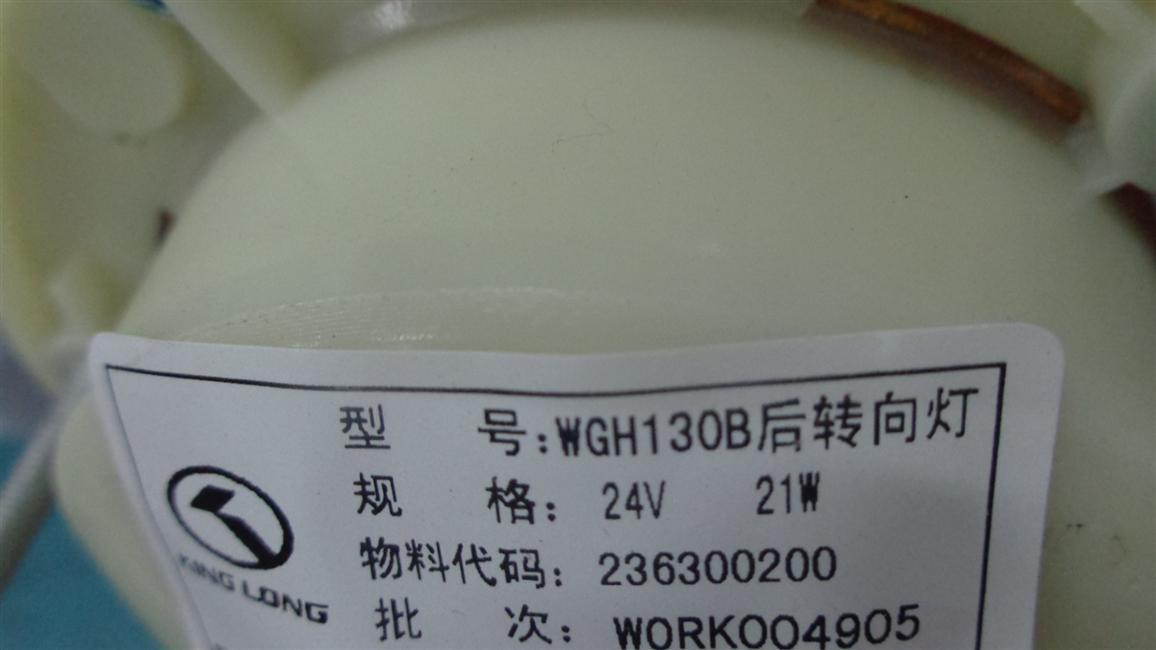 型 号：WGH130B后转向灯
规 格：24V 21W
物料代码：236300200
批 次：WORK004905
KING LONG